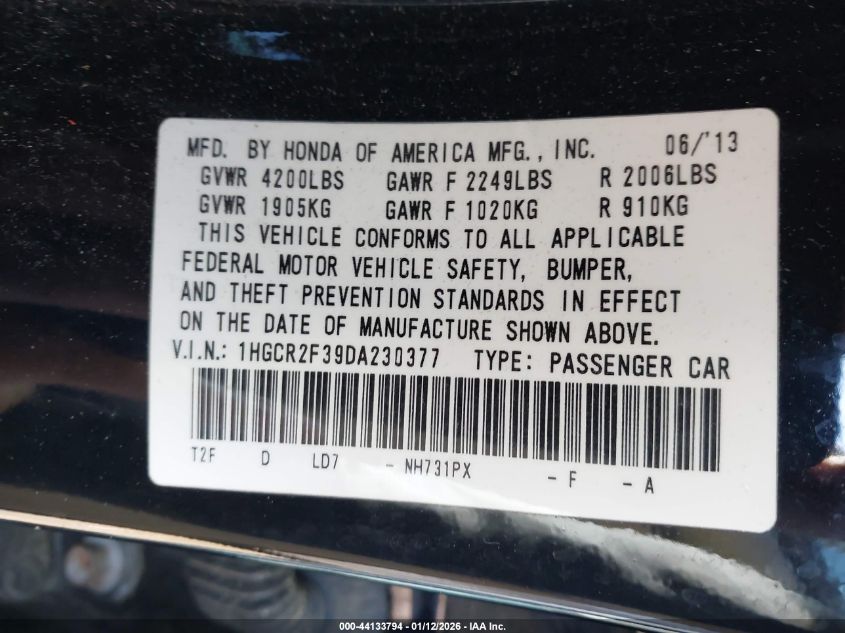 MFD. BY HONDA OF AMERICA MFG., INC. 06/'13
GVWR 4200LBS GAWR F 2249LBS R 2006LBS
GVWR 1905KG GAWR F 1020KG R 910KG
THIS VEHICLE CONFORMS TO ALL APPLICABLE
FEDERAL MOTOR VEHICLE SAFETY, BUMPER,
AND THEFT PREVENTION STANDARDS IN EFFECT
ON THE DATE OF MANUFACTURE SHOWN ABOVE.
V.I.N.: 1HGCR2F39DA230377 TYPE: PASSENGER CAR
T2F D LD7 - NH731PX - F - A
000-44133794 - 01/12/2026 - IAA Inc.